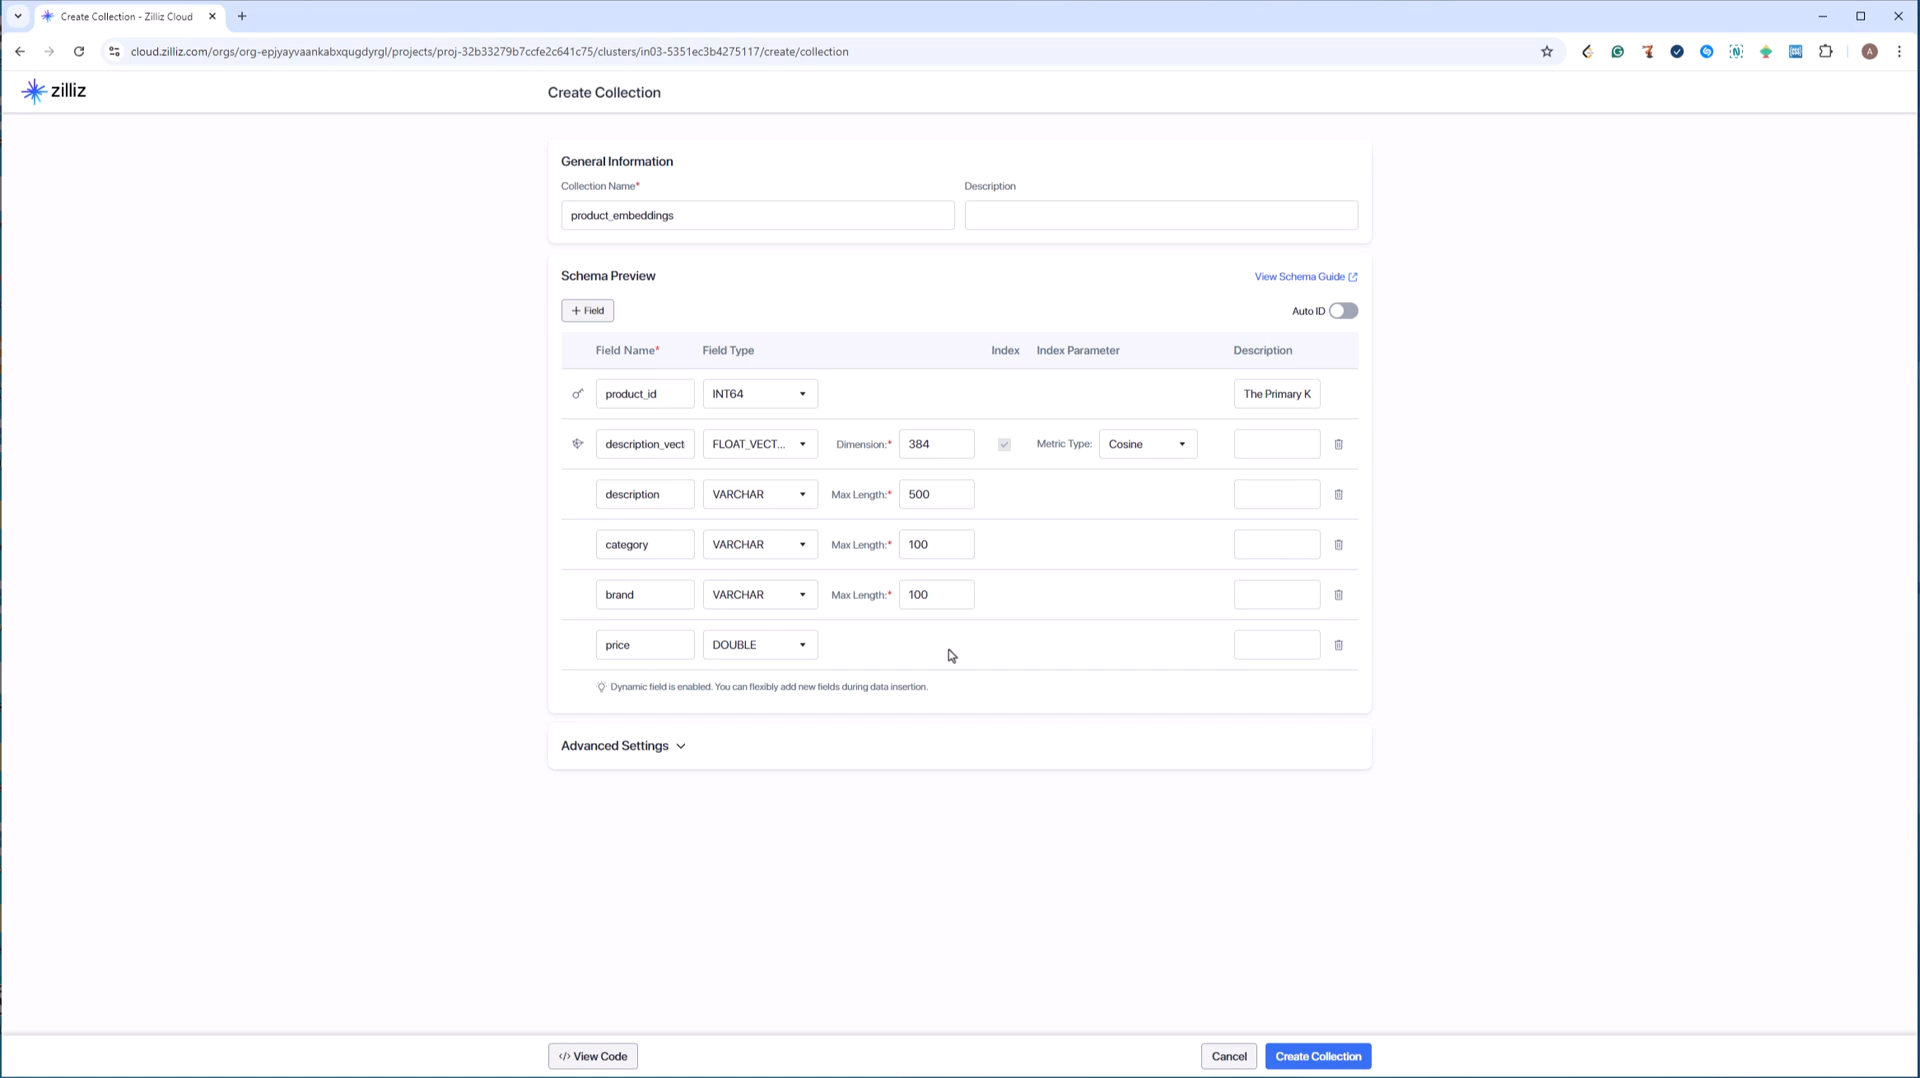 Create Collection - Zilliz Cloud
cloud.zilliz.com/orgs/org-epjyayvaankabxqugdyrgl/projects/proj-32b33279b7ccfe2c641c75/clusters/in03-5351ec3b4275117/create/collection
A
zilliz
Create Collection
General Information
Collection Name* Description
product_embeddings
Schema Preview
View Schema Guide
+ Field
Auto ID
Field Name* Field Type Index Index Parameter Description
product_id INT64 The Primary K
description_vect FLOAT_VECT... Dimension:* 384 Metric Type: Cosine
description VARCHAR Max Length:* 500
category VARCHAR Max Length:* 100
brand VARCHAR Max Length:* 100
price DOUBLE
Dynamic field is enabled. You can flexibly add new fields during data insertion.
Advanced Settings
</> View Code
Cancel
Create Collection